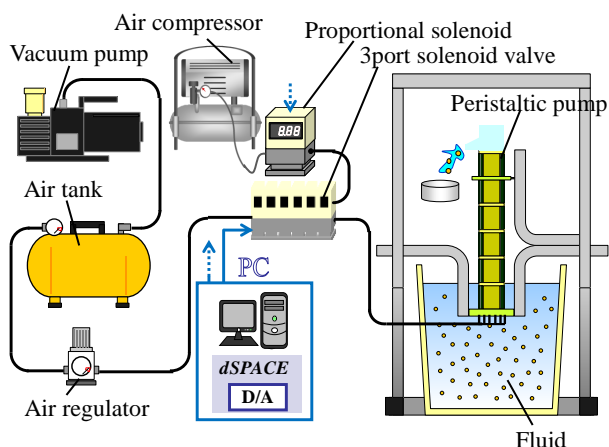 Air compressor
Proportional solenoid
3port solenoid valve
Vacuum pump
Peristaltic pump
8.88
Air tank
PC
dSPACE
D/A
Air regulator
Fluid